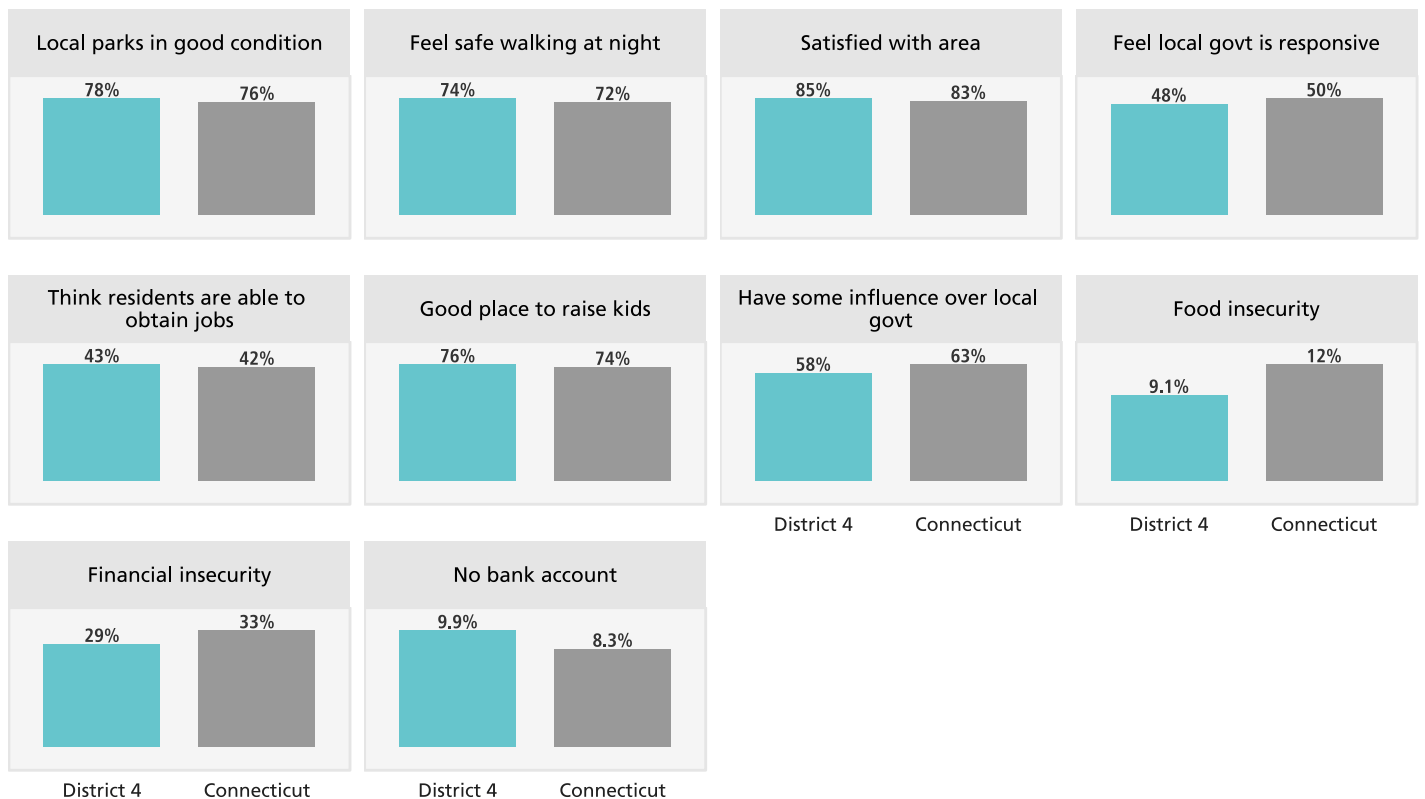 Local parks in good condition
78%
76%
Feel safe walking at night
74%
72%
Satisfied with area
85%
83%
Feel local govt is responsive
48%
50%
Think residents are able to
obtain jobs
43%
42%
Good place to raise kids
76%
74%
Have some influence over local
govt
58%
63%
District 4
Connecticut
Food insecurity
9.1%
12%
District 4
Connecticut
Financial insecurity
29%
33%
District 4
Connecticut
No bank account
9.9%
8.3%
District 4
Connecticut